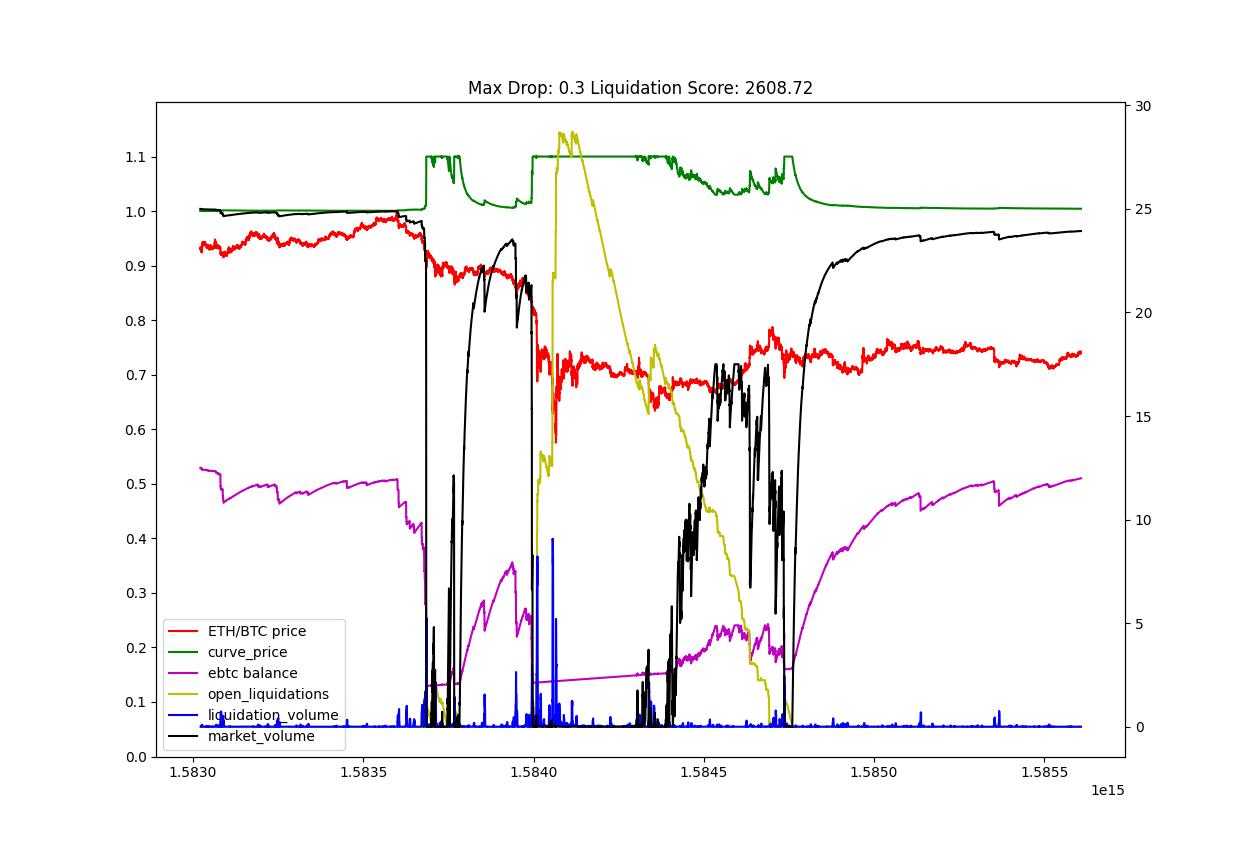 Max Drop: 0.3 Liquidation Score: 2608.72
1.1
1.0
0.9
0.8
0.7
0.6
0.5
0.4
0.3
0.2
0.1
0.0
30
25
20
15
10
5
0
ETH/BTC price
curve_price
ebtc balance
open_liquidations
liquidation_volume
market_volume
1.5830 1.5835 1.5840 1.5845 1.5850 1.5855
1e15